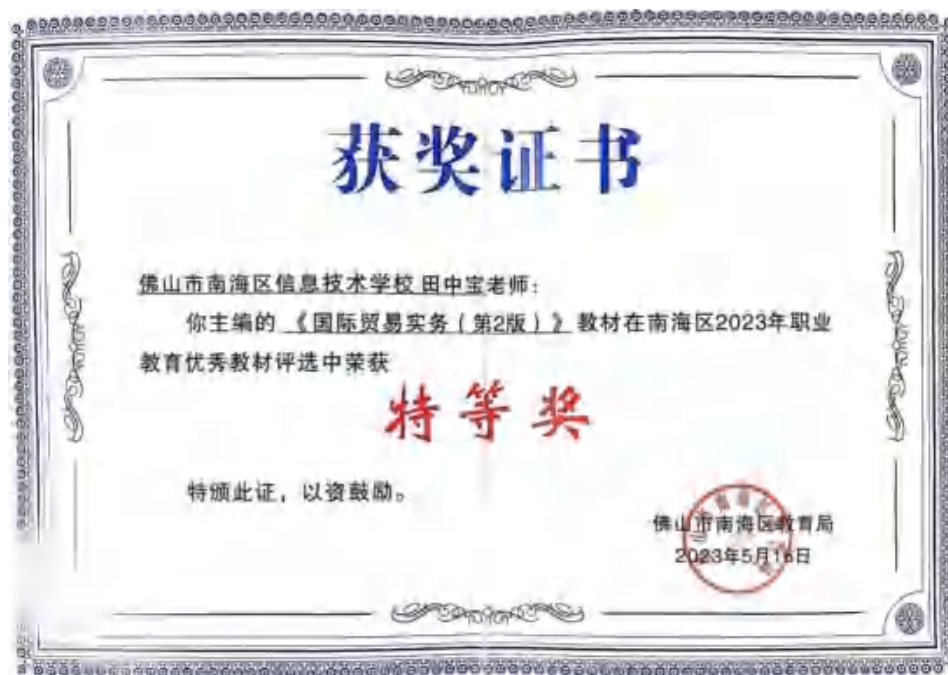 获奖证书
佛山市南海区信息技术学校 田中宝老师：
你主编的 《国际贸易实务（第2版）》 教材在南海区2023年职业
教育优秀教材评选中荣获
特等奖
特颁此证，以资鼓励。
佛山市南海区教育局
2023年5月16日